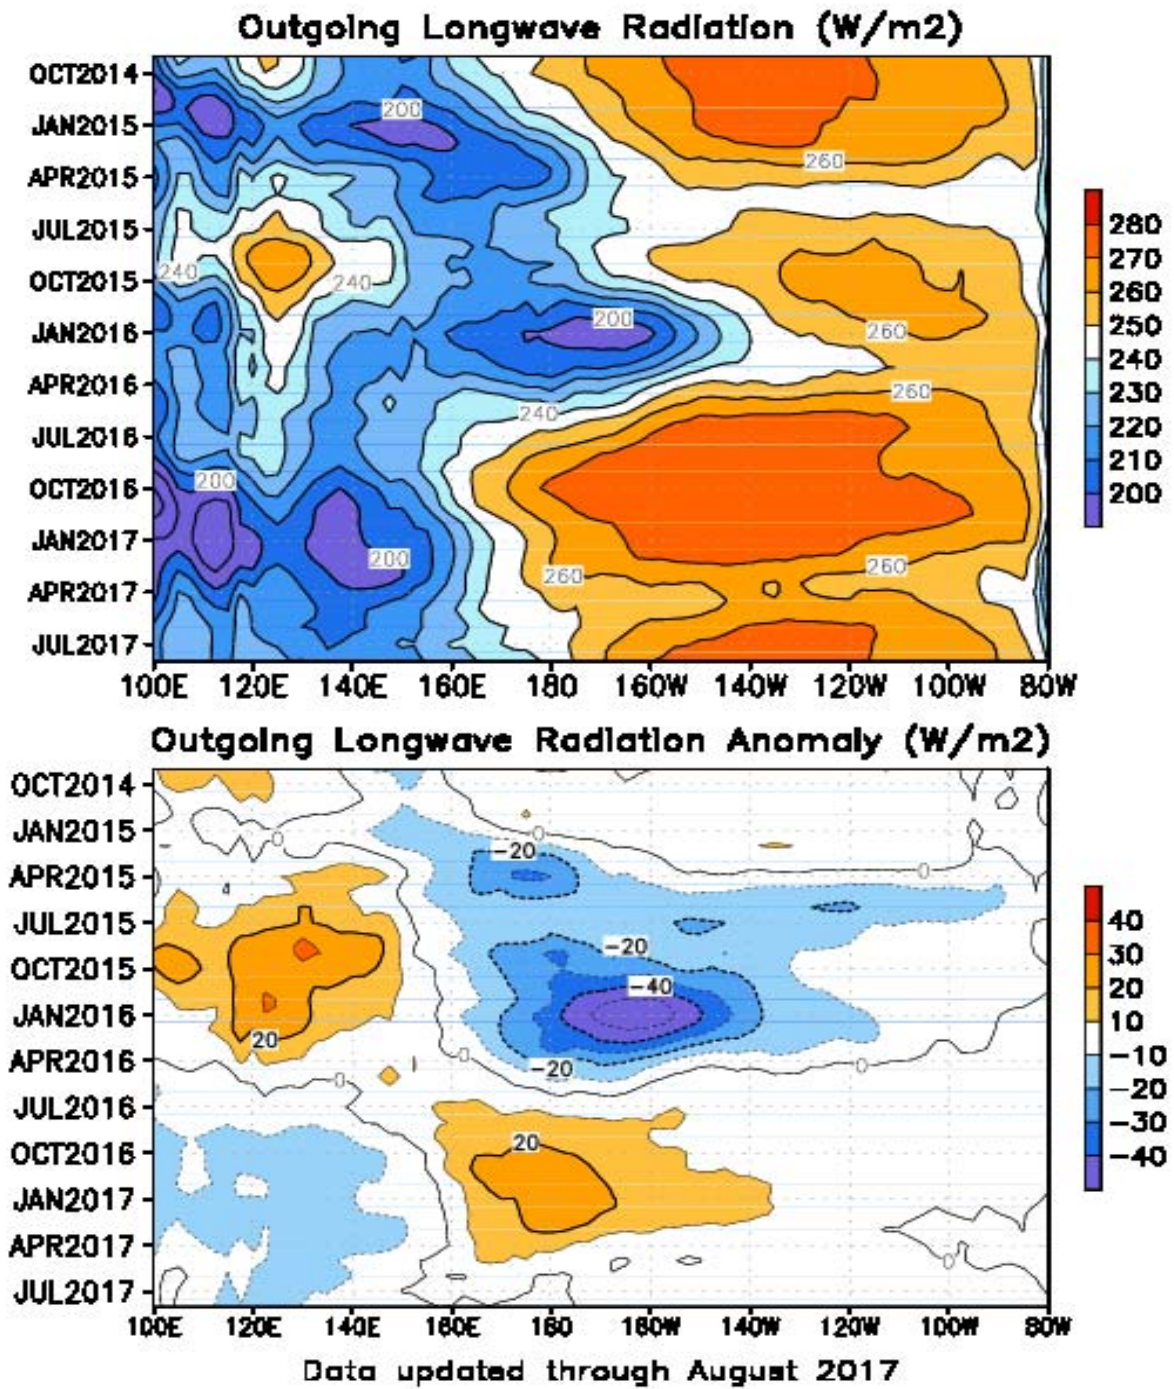 Outgoing Longwave Radiation (W/m2)
OCT2014
JAN2015
APR2015
JUL2015
OCT2015
JAN2016
APR2016
JUL2016
OCT2016
JAN2017
APR2017
JUL2017
200
260
240
240
200
260
260
240
200
200
260
260
280
270
260
250
240
230
220
210
200
100E 120E 140E 160E 180 160W 140W 120W 100W 80W
Outgoing Longwave Radiation Anomaly (W/m2)
OCT2014
JAN2015
APR2015
JUL2015
OCT2015
JAN2016
APR2016
JUL2016
OCT2016
JAN2017
APR2017
JUL2017
0
0
-20
0
-20
-40
20
0
-20
0
0
20
0
40
30
20
10
-10
-20
-30
-40
100E 120E 140E 160E 180 160W 140W 120W 100W 80W
Data updated through August 2017